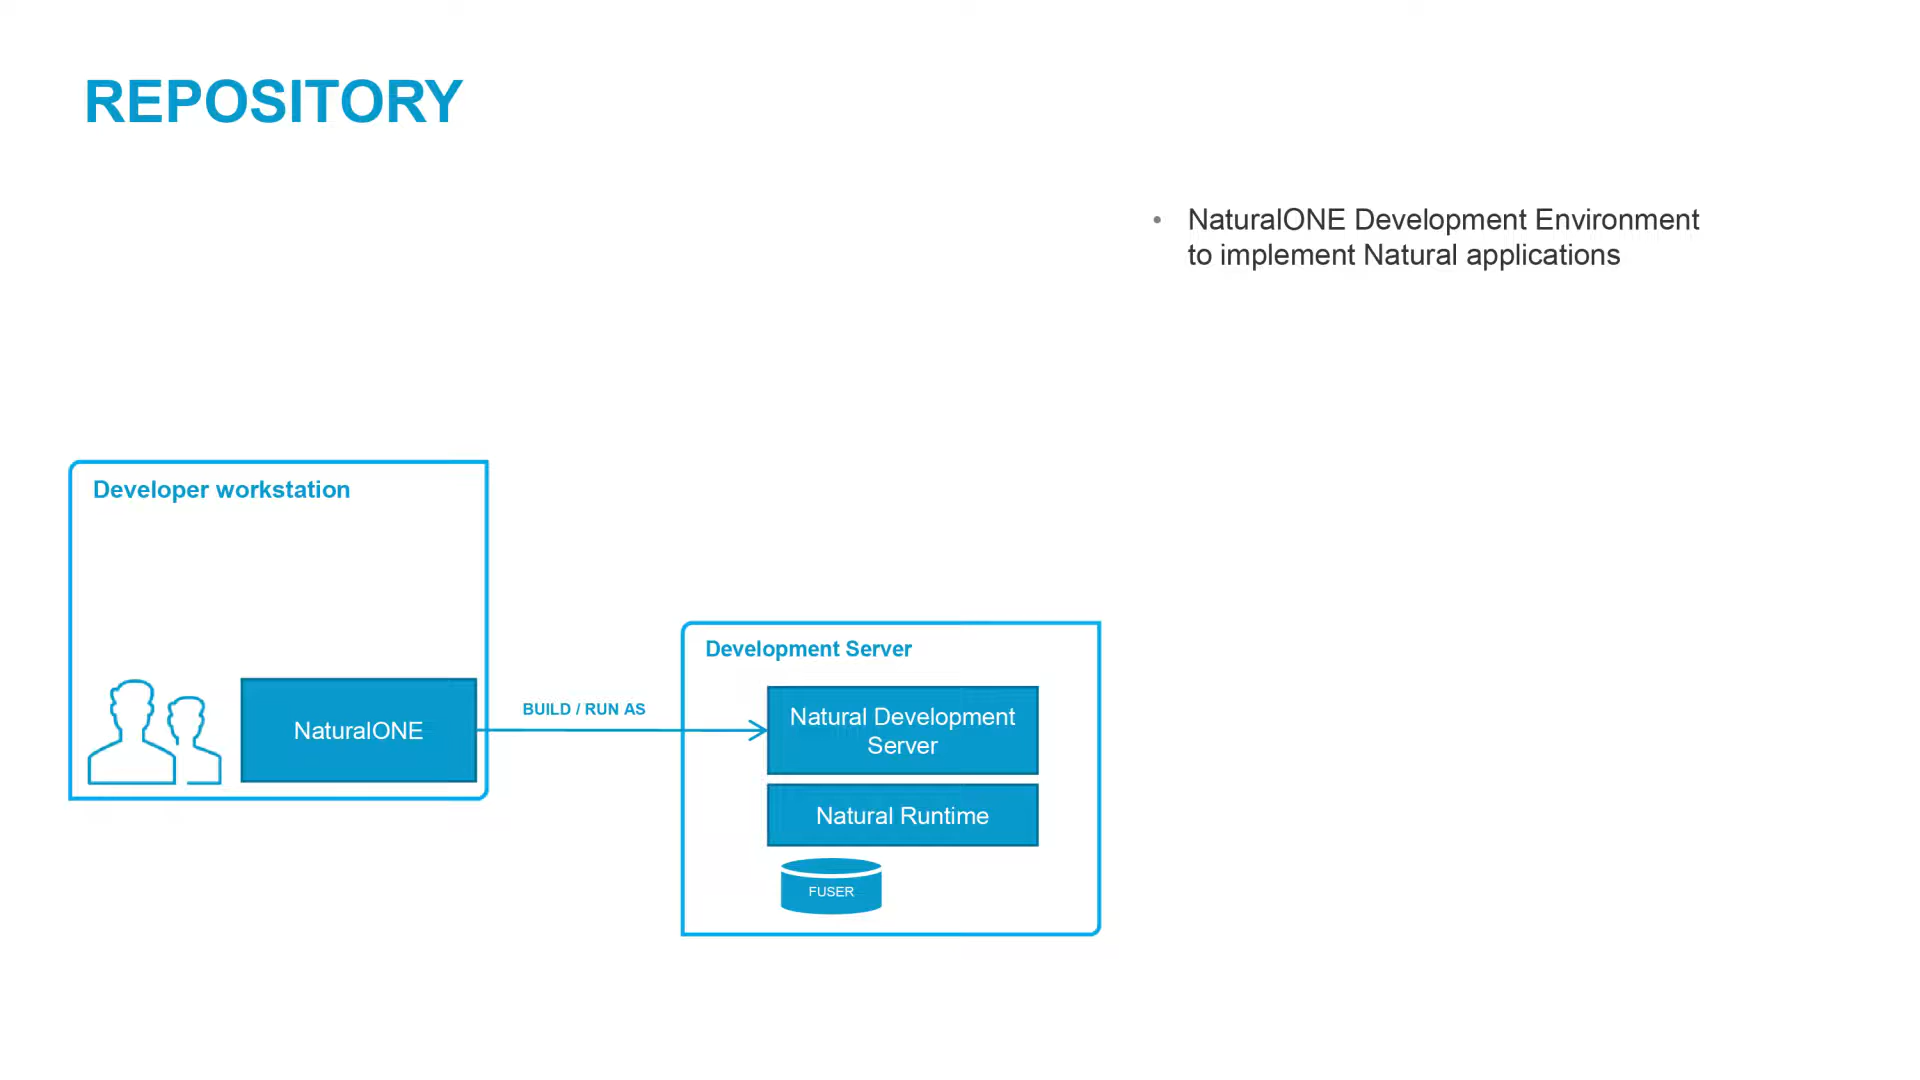 REPOSITORY
• NaturalONE Development Environment
to implement Natural applications
Developer workstation
NaturalONE
BUILD / RUN AS
Development Server
Natural Development
Server
Natural Runtime
FUSER